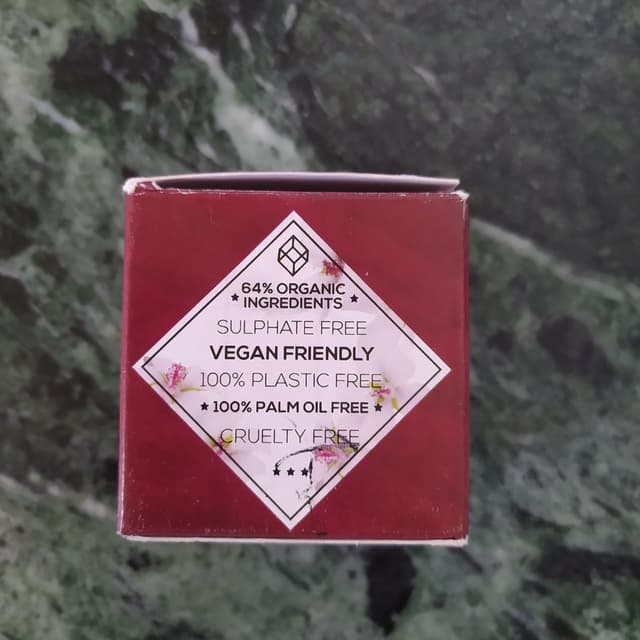 64% ORGANIC
INGREDIENTS
SULPHATE FREE
VEGAN FRIENDLY
100% PLASTIC FREE
100% PALM OIL FREE
CRUELTY FREE